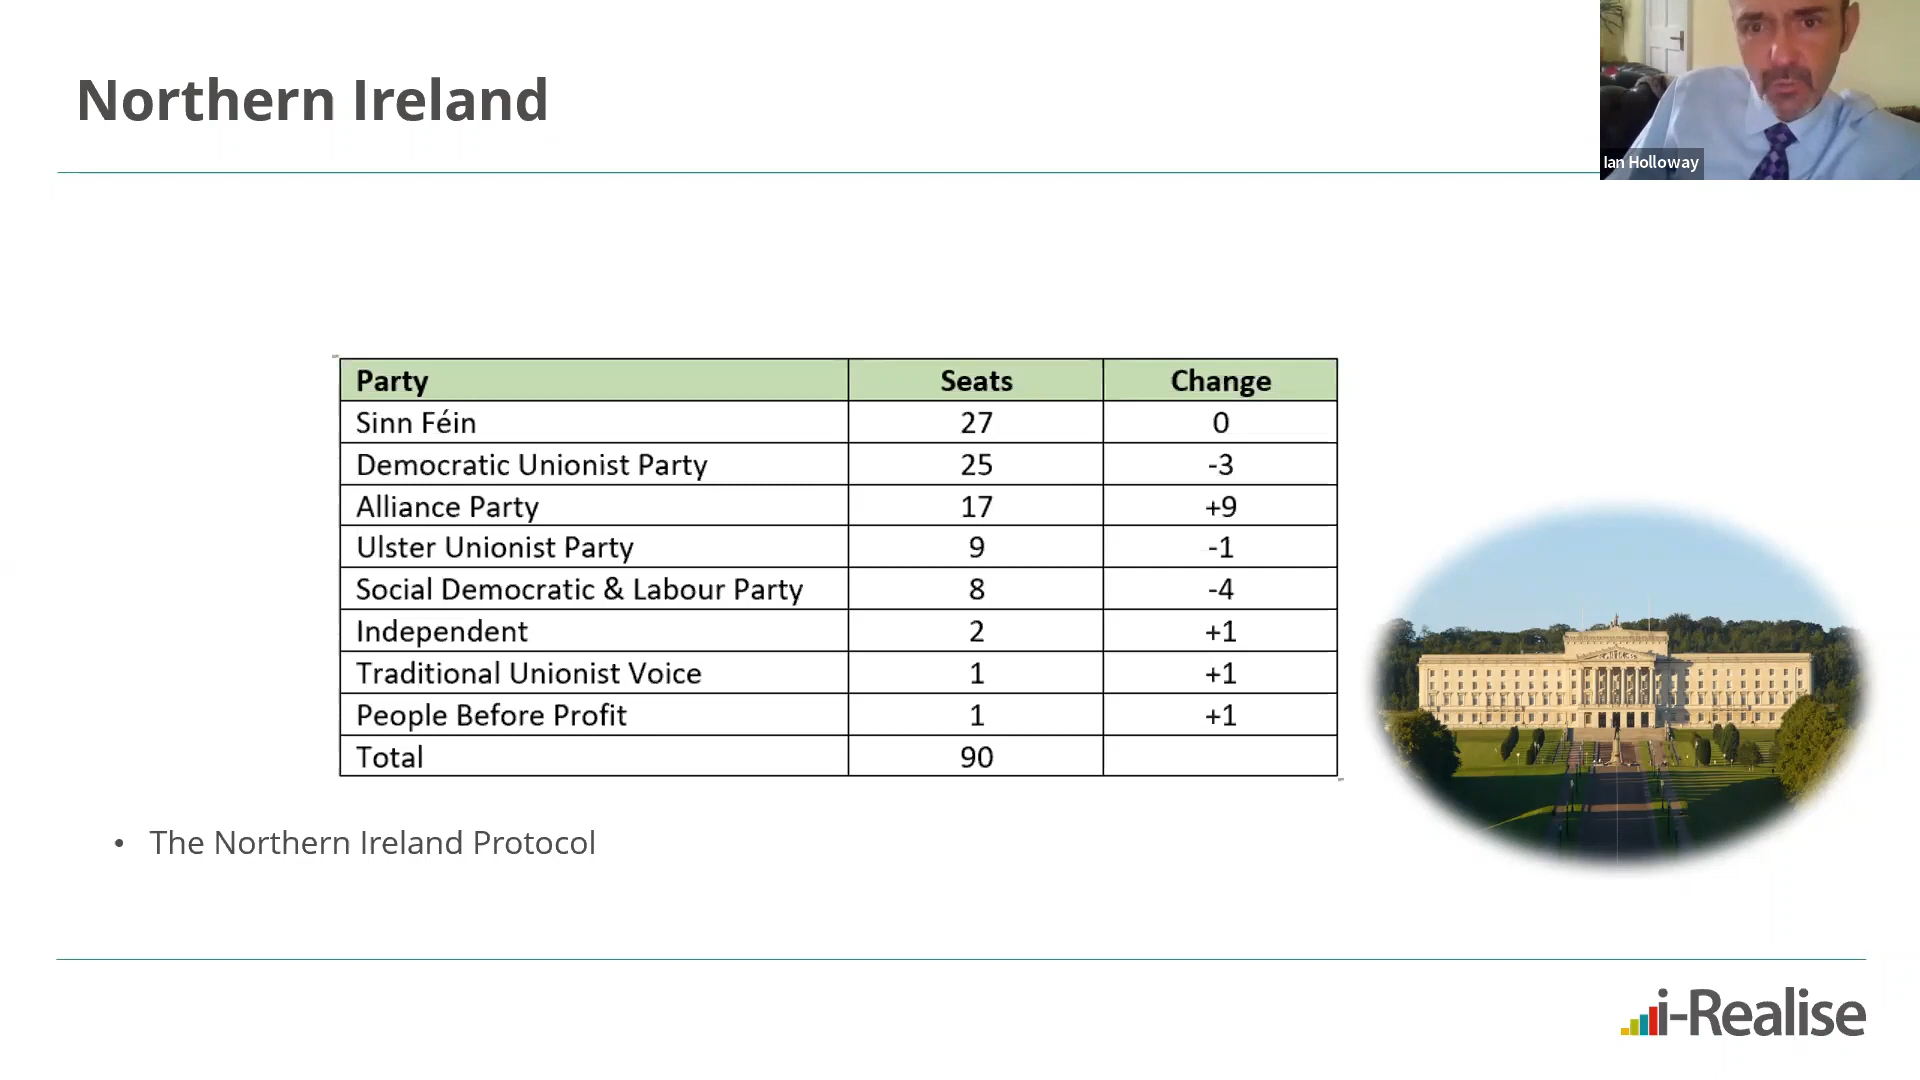 Northern Ireland
Ian Holloway
Party Seats Change
Sinn Féin 27 0
Democratic Unionist Party 25 -3
Alliance Party 17 +9
Ulster Unionist Party 9 -1
Social Democratic & Labour Party 8 -4
Independent 2 +1
Traditional Unionist Voice 1 +1
People Before Profit 1 +1
Total 90
• The Northern Ireland Protocol
i-Realise